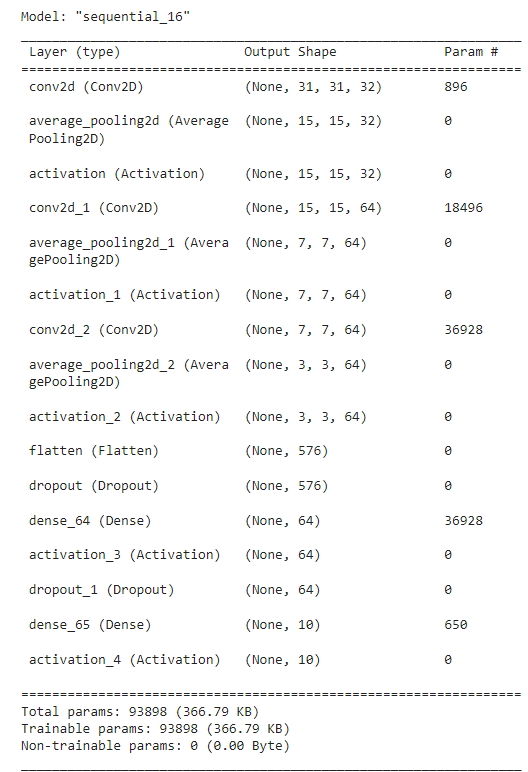 Model: "sequential_16"
_________________________________________________________________
Layer (type) Output Shape Param #
=================================================================
conv2d (Conv2D) (None, 31, 31, 32) 896
average_pooling2d (Average (None, 15, 15, 32) 0
Pooling2D)
activation (Activation) (None, 15, 15, 32) 0
conv2d_1 (Conv2D) (None, 15, 15, 64) 18496
average_pooling2d_1 (Avera (None, 7, 7, 64) 0
gePooling2D)
activation_1 (Activation) (None, 7, 7, 64) 0
conv2d_2 (Conv2D) (None, 7, 7, 64) 36928
average_pooling2d_2 (Avera (None, 3, 3, 64) 0
gePooling2D)
activation_2 (Activation) (None, 3, 3, 64) 0
flatten (Flatten) (None, 576) 0
dropout (Dropout) (None, 576) 0
dense_64 (Dense) (None, 64) 36928
activation_3 (Activation) (None, 64) 0
dropout_1 (Dropout) (None, 64) 0
dense_65 (Dense) (None, 10) 650
activation_4 (Activation) (None, 10) 0
=================================================================
Total params: 93898 (366.79 KB)
Trainable params: 93898 (366.79 KB)
Non-trainable params: 0 (0.00 Byte)
_________________________________________________________________